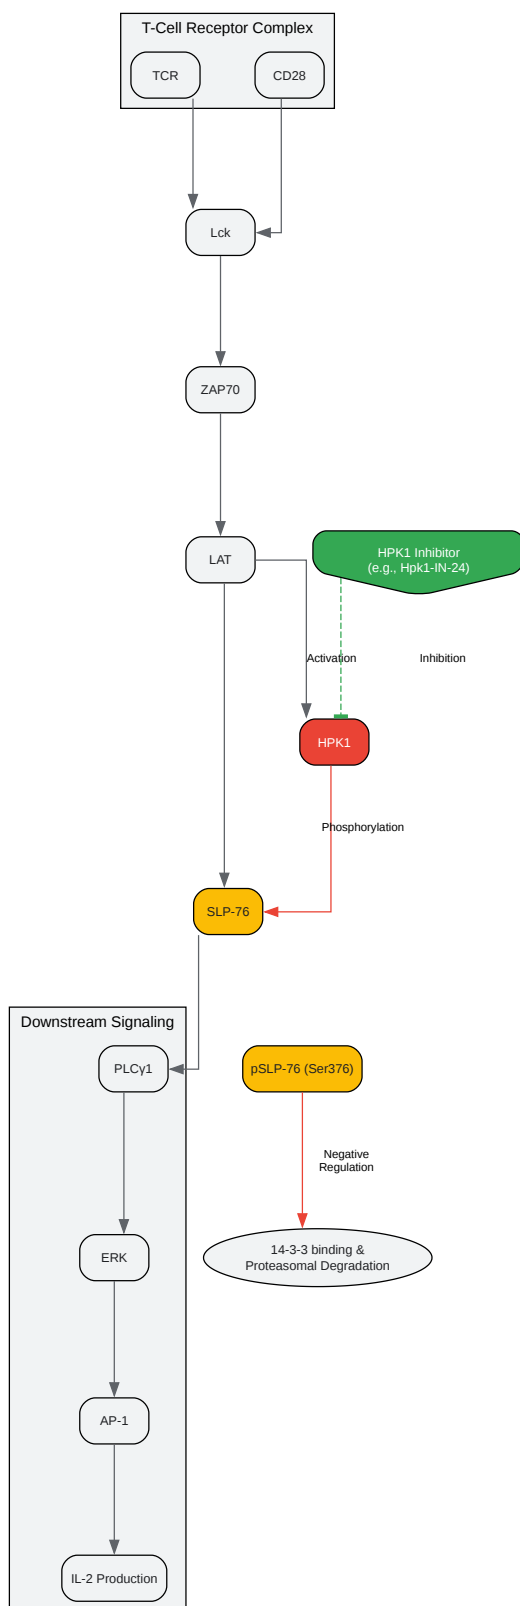 T-Cell Receptor Complex
TCR
CD28
Lck
ZAP70
LAT
HPK1 Inhibitor
(e.g., Hpk1-IN-24)
Activation
Inhibition
HPK1
Phosphorylation
SLP-76
Downstream Signaling
PLCγ1
pSLP-76 (Ser376)
Negative
Regulation
ERK
14-3-3 binding &
Proteasomal Degradation
AP-1
IL-2 Production